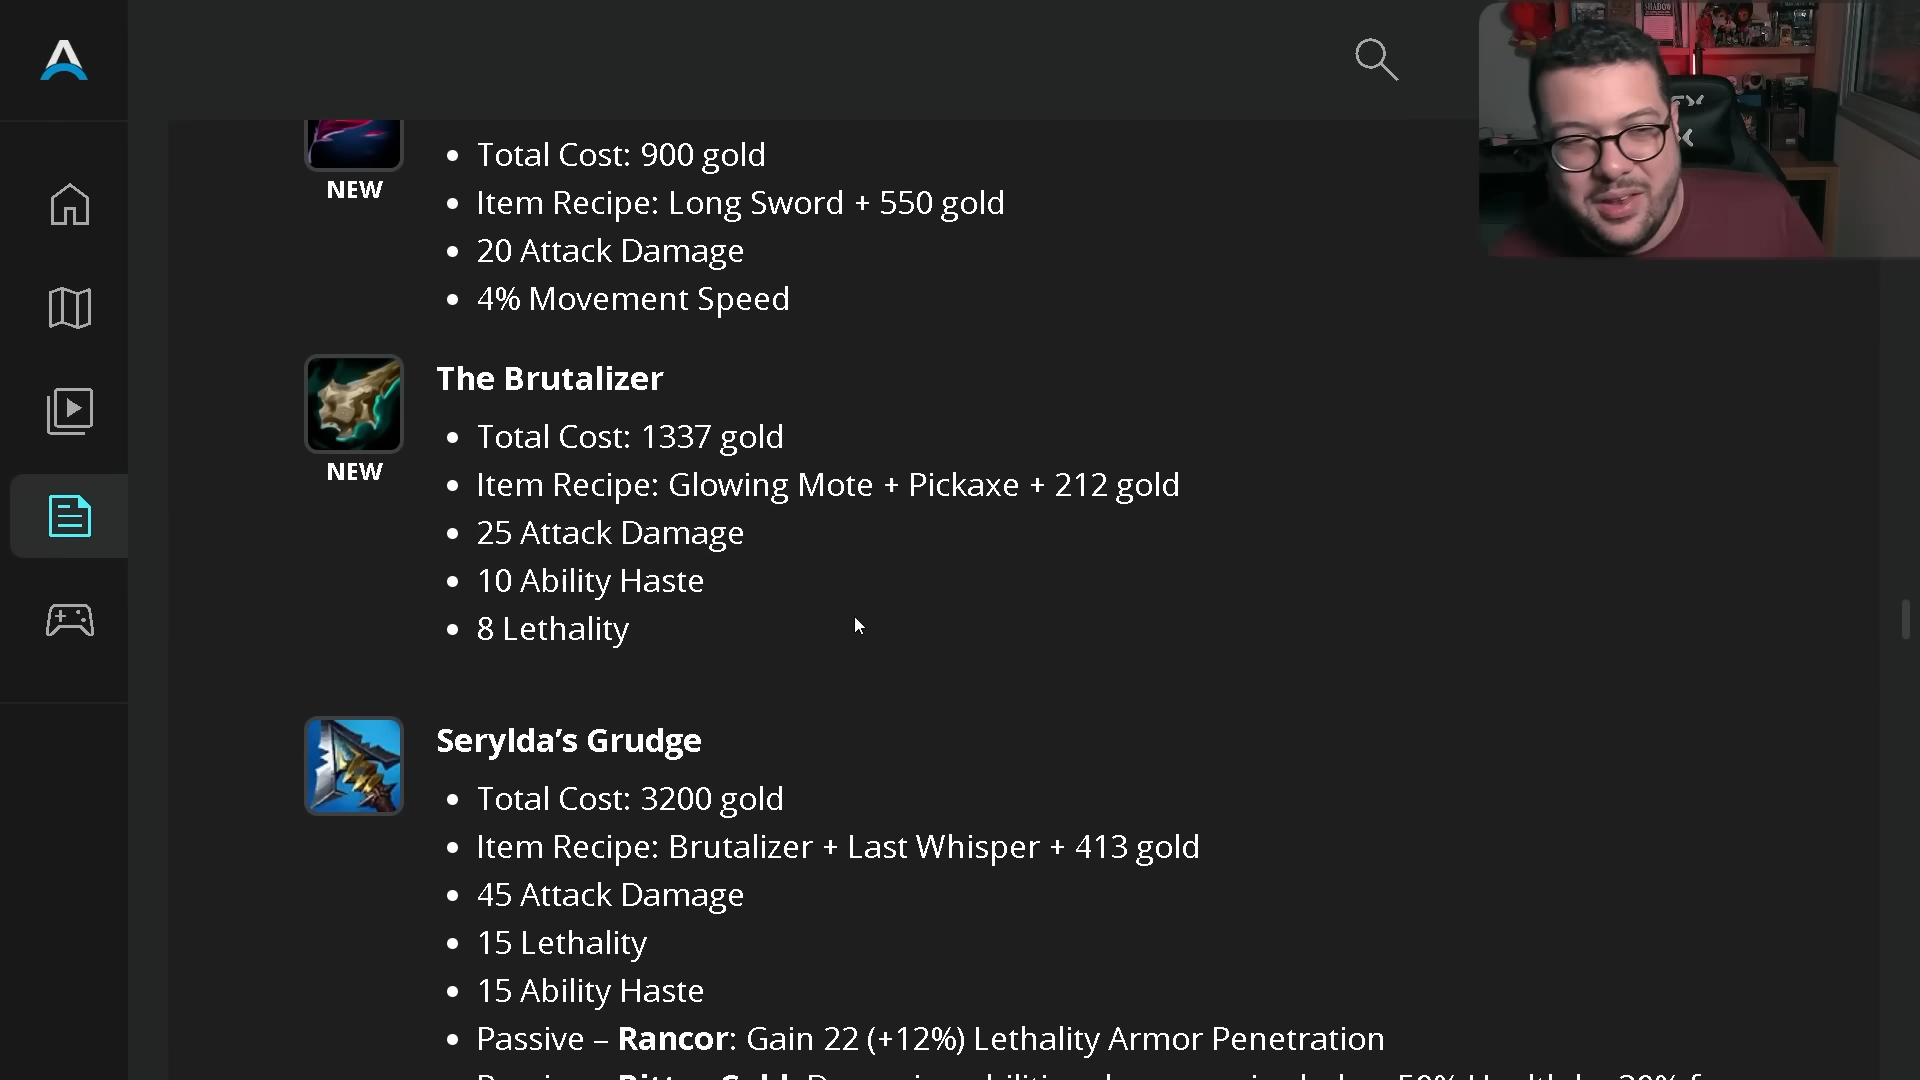 Total Cost: 900 gold
NEW
Item Recipe: Long Sword + 550 gold
20 Attack Damage
4% Movement Speed
The Brutalizer
Total Cost: 1337 gold
NEW
Item Recipe: Glowing Mote + Pickaxe + 212 gold
25 Attack Damage
10 Ability Haste
8 Lethality
Serylda’s Grudge
Total Cost: 3200 gold
Item Recipe: Brutalizer + Last Whisper + 413 gold
45 Attack Damage
15 Lethality
15 Ability Haste
Passive – Rancor: Gain 22 (+12%) Lethality Armor Penetration